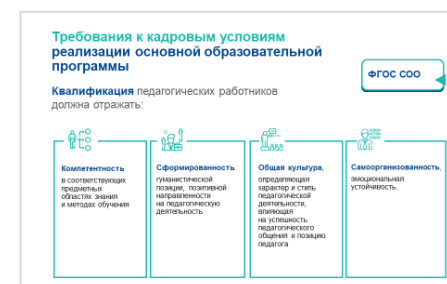 Требования к кадровым условиям
реализации основной образовательной
программы
ФГОС СОО
Квалификация педагогических работников
должна отражать:
Компетентность
в соответствующих
предметных
областях знания
и методах обучения
Сформированность
гуманистической
позиции, позитивной
направленности
на педагогическую
деятельность
Общая культура,
определяющая
характер и стиль
педагогической
деятельности,
влияющая
на успешность
педагогического
общения и позицию
педагога
Самоорганизованность,
эмоциональная
устойчивость.